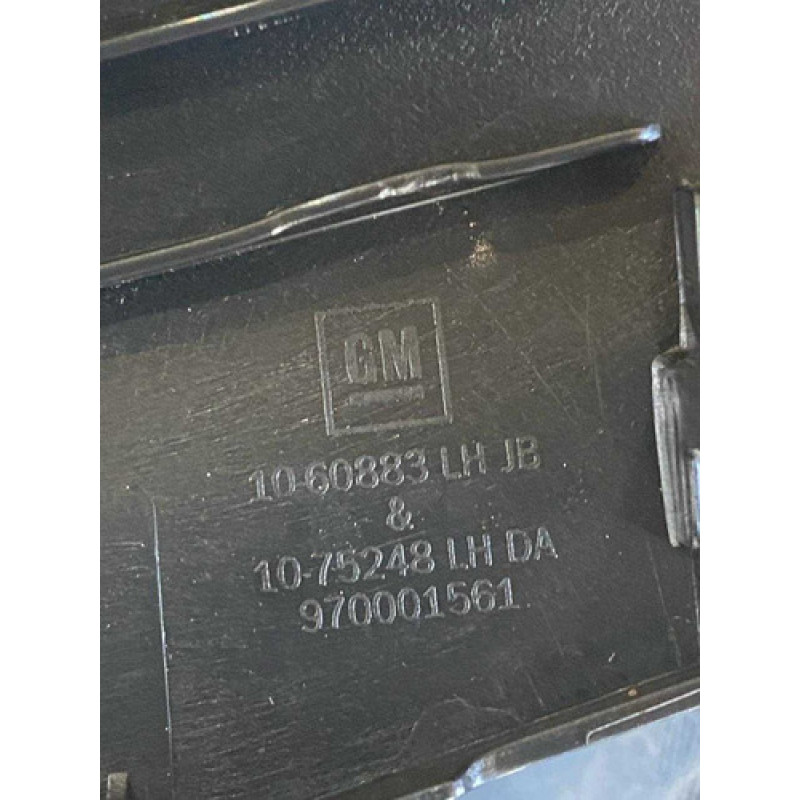 GM
10-60883 LH JB
&
10-75248 LH DA
970001561